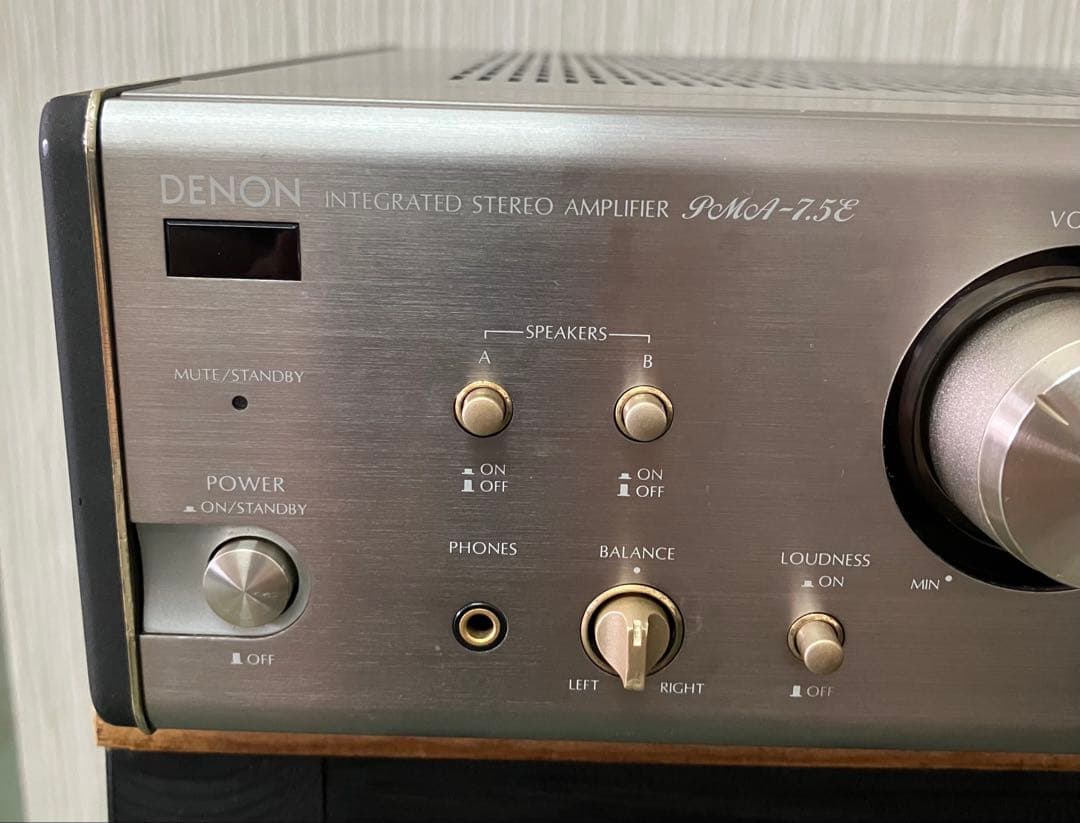 DENON INTEGRATED STEREO AMPLIFIER PMA-7.5E
VO
SPEAKERS
A B
MUTE/STANDBY
ON
OFF
ON
OFF
POWER
ON/STANDBY
OFF
PHONES
BALANCE
LEFT RIGHT
LOUDNESS
ON
OFF
MIN